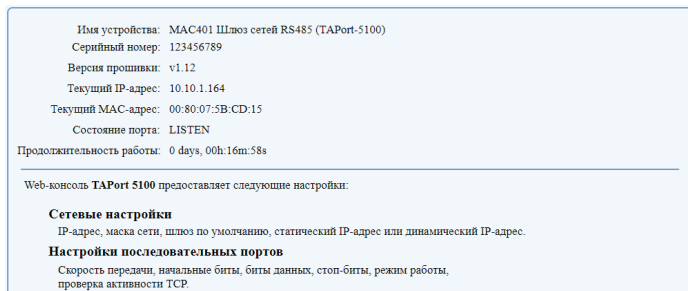 Имя устройства: MAC401 Шлюз сетей RS485 (TAPort-5100)
Серийный номер: 123456789
Версия прошивки: v1.12
Текущий IP-адрес: 10.10.1.164
Текущий MAC-адрес: 00:80:07:5B:CD:15
Состояние порта: LISTEN
Продолжительность работы: 0 days, 00h:16m:58s
Web-консоль TAPort 5100 предоставляет следующие настройки:
Сетевые настройки
IP-адрес, маска сети, шлюз по умолчанию, статический IP-адрес или динамический IP-адрес.
Настройки последовательных портов
Скорость передачи, начальные биты, биты данных, стоп-биты, режим работы,
проверка активности TCP.